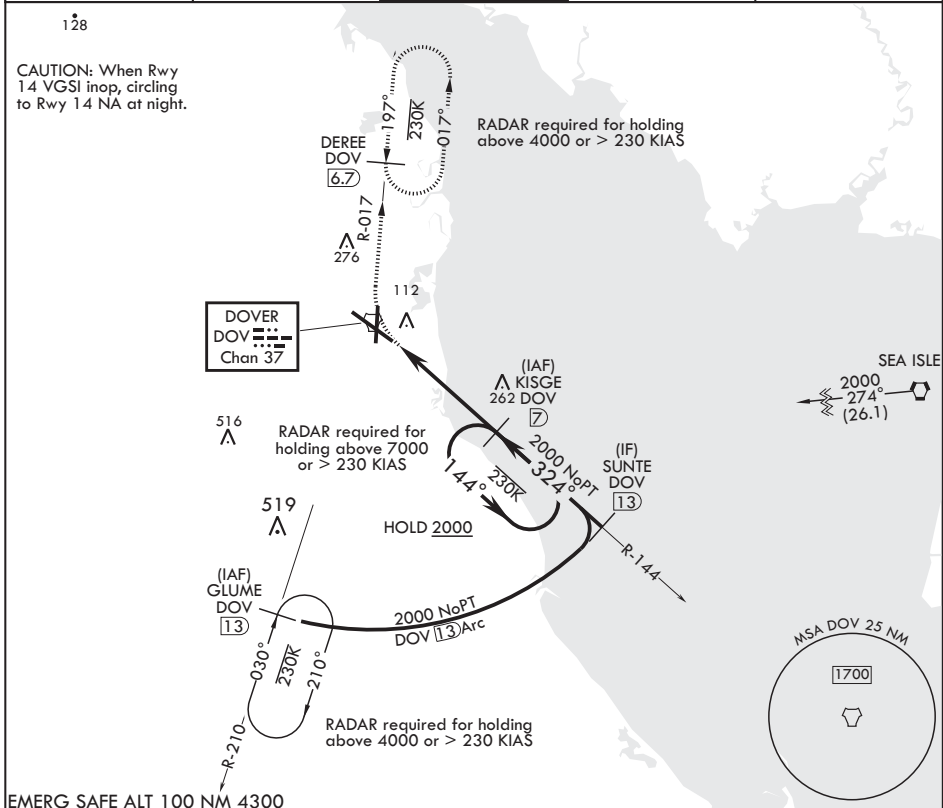 128
CAUTION: When Rwy
14 VGSI inop, circling
to Rwy 14 NA at night.
197°
230K
017°
RADAR required for holding
above 4000 or > 230 KIAS
DEREE
DOV
6.7
R-017
276
112
DOVER
DOV
Chan 37
(IAF)
KISGE
262 DOV
7
SEA ISLE
2000
274°
(26.1)
516
RADAR required for
holding above 7000
or > 230 KIAS
2000 NoPT
324°
144°
230K
(IF)
SUNTE
DOV
13
HOLD 2000
519
R-144
(IAF)
GLUME
DOV
13
2000 NoPT
DOV 13 Arc
030°
230K
210°
MSA DOV 25 NM
1700
RADAR required for holding
above 4000 or > 230 KIAS
R-210
EMERG SAFE ALT 100 NM 4300